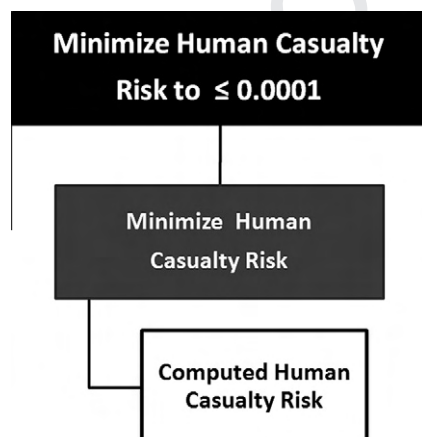 Minimize Human Casualty
Risk to ≤ 0.0001
Minimize Human
Casualty Risk
Computed Human
Casualty Risk